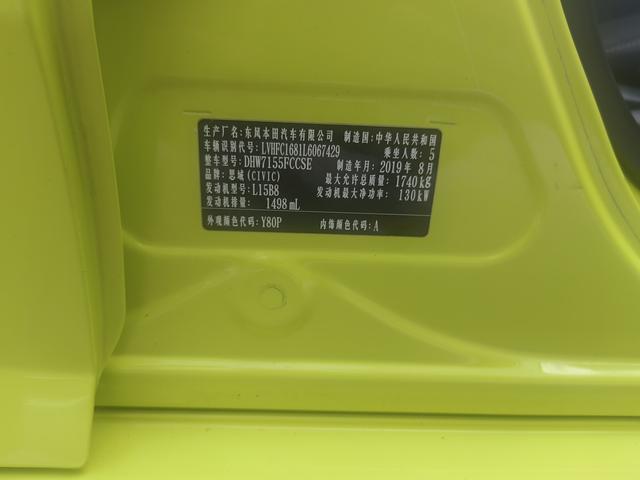 生产厂名：东风本田汽车有限公司 制造国：中华人民共和国
车辆识别代号：LVHFC1681L6067429 乘坐人数：5
整车型号：DHW7155FCCSE 制造年月：2019年8月
品牌：思域(CIVIC) 最大允许总质量：1740kg
发动机型号：L15B8 发动机最大净功率：130kW
发动机排量：1498mL
外观颜色代码：Y80P 内饰颜色代码：A